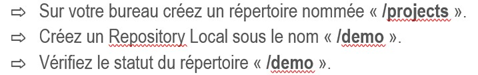 ⇨ Sur votre bureau créez un répertoire nommée « /projects ».
⇨ Créez un Repository Local sous le nom « /demo ».
⇨ Vérifiez le statut du répertoire « /demo ».